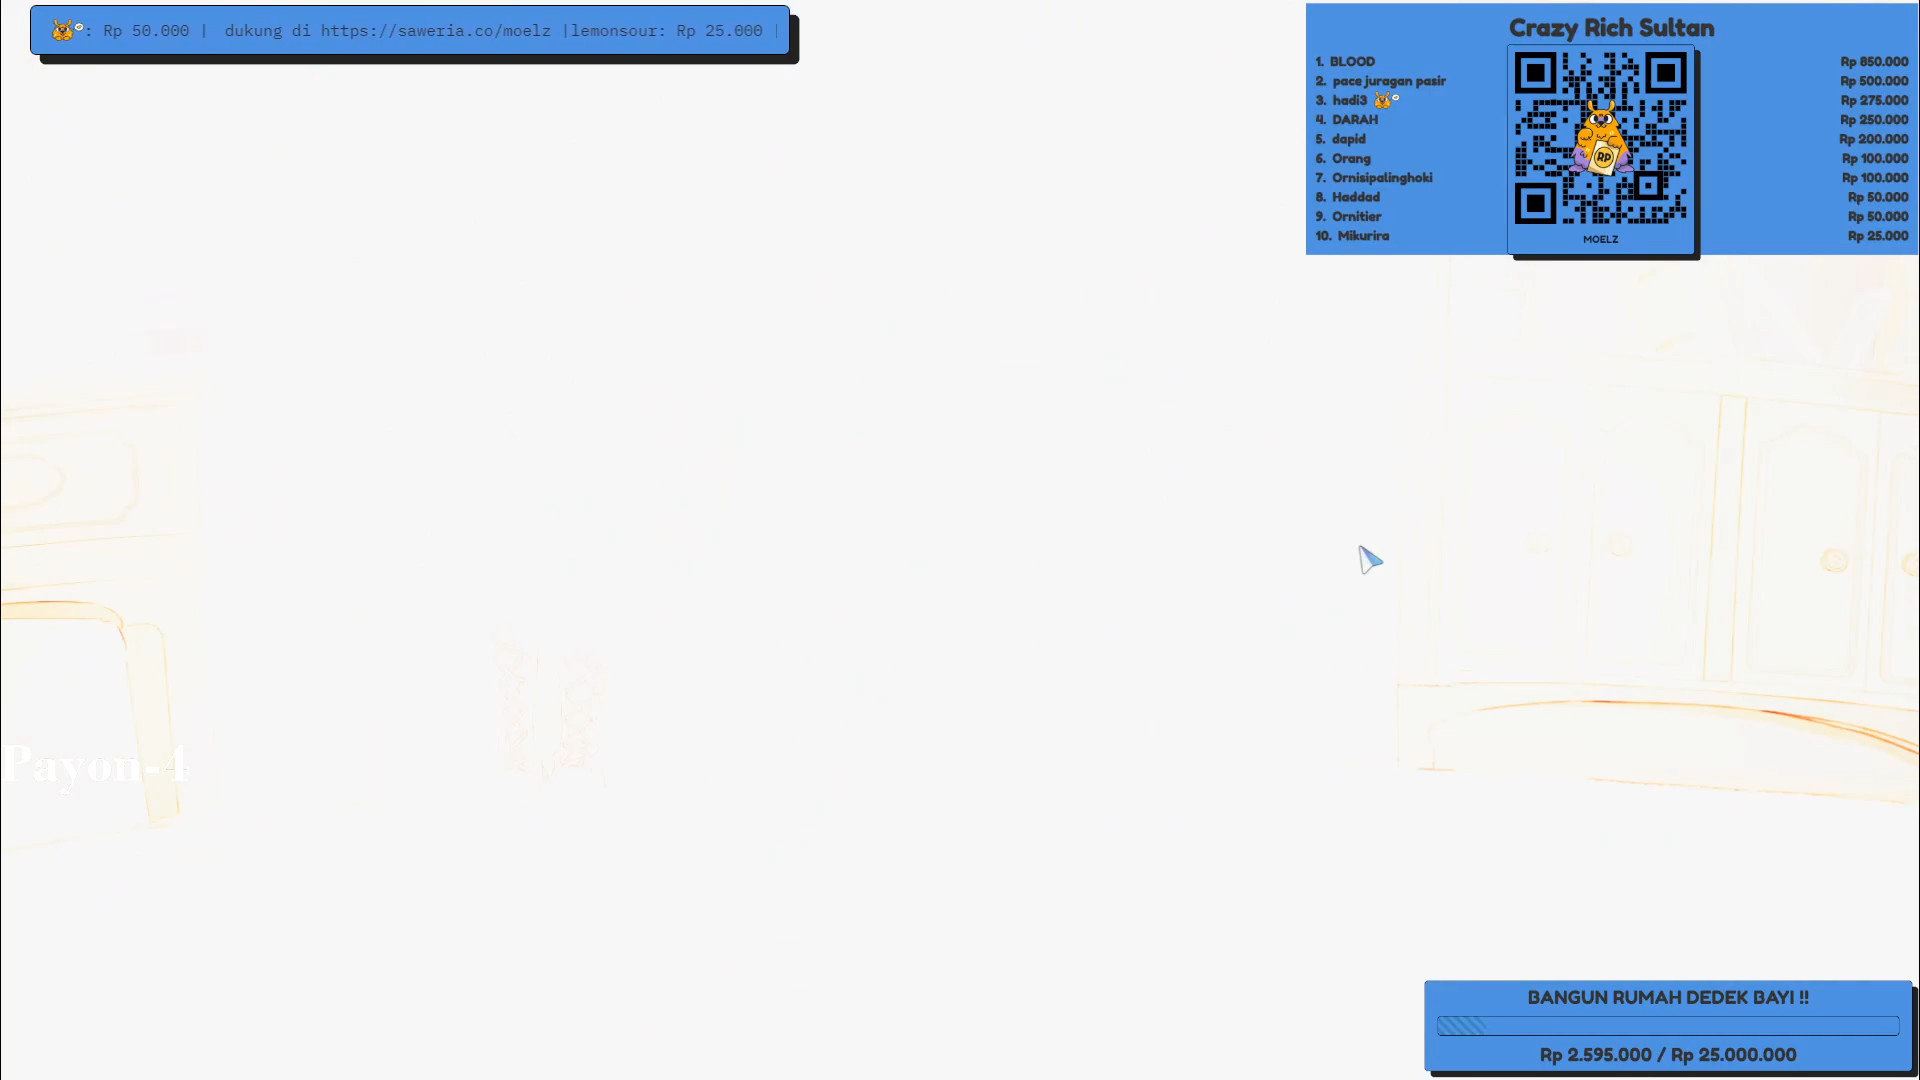 : Rp 50.000 | dukung di https://saweria.co/moelz |lemonsour: Rp 25.000 |
Crazy Rich Sultan
1. BLOOD Rp 850.000
2. pace juragan pasir Rp 500.000
3. hadi3 Rp 275.000
4. DARAH Rp 250.000
5. dapid Rp 200.000
6. Orang Rp 100.000
7. Ornisipalinghoki Rp 100.000
8. Haddad Rp 50.000
9. Ornitier Rp 50.000
10. Mikurira Rp 25.000
RP
MOELZ
Payon-4
BANGUN RUMAH DEDEK BAYI !!
Rp 2.595.000 / Rp 25.000.000